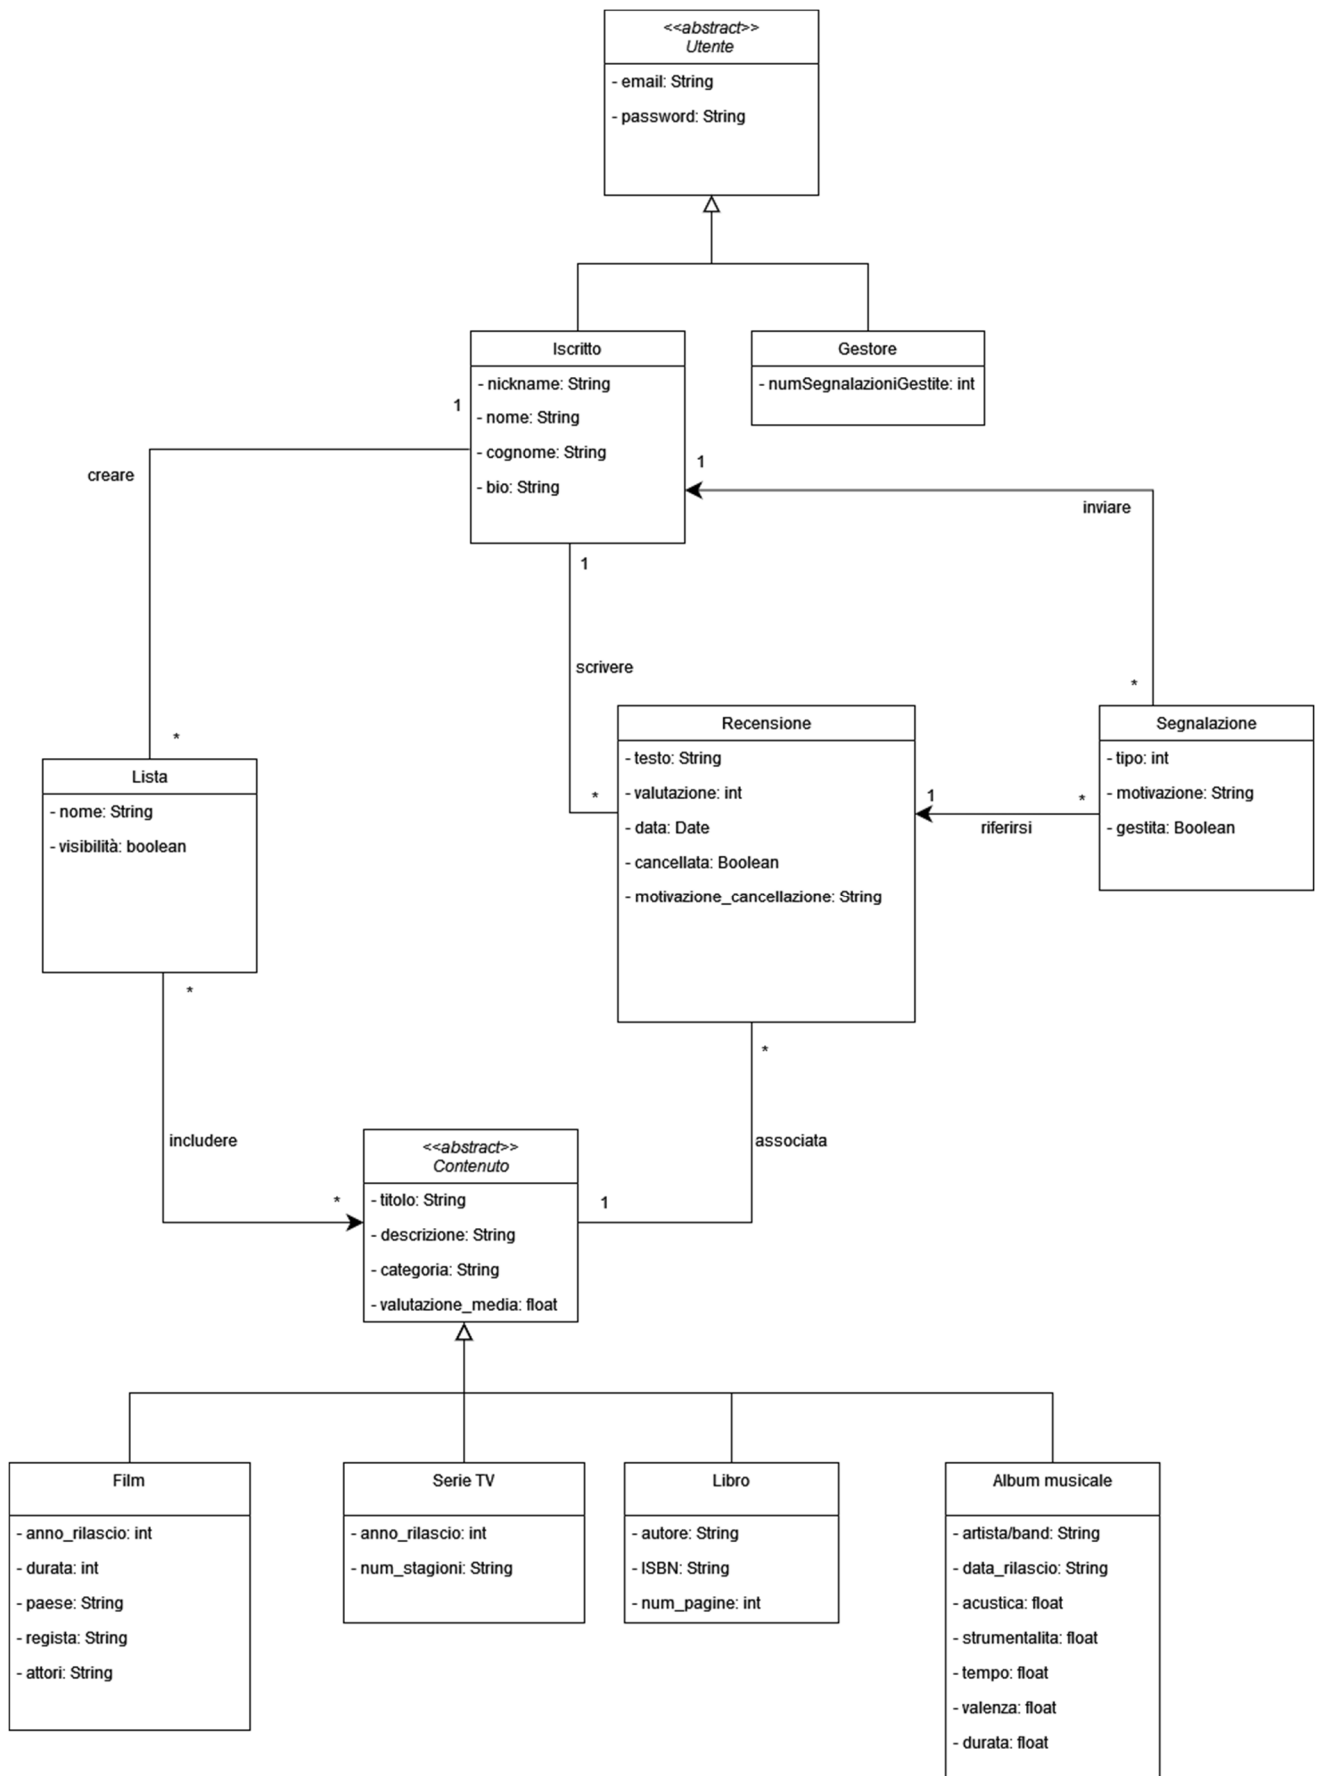 <<abstract>>
Utente
- email: String
- password: String
Iscritto
- nickname: String
- nome: String
- cognome: String
- bio: String
Gestore
- numSegnalazioniGestite: int
1
creare
*
1
inviare
*
1
scrivere
*
Lista
- nome: String
- visibilità: boolean
Recensione
- testo: String
- valutazione: int
- data: Date
- cancellata: Boolean
- motivazione_cancellazione: String
1
riferirsi
*
Segnalazione
- tipo: int
- motivazione: String
- gestita: Boolean
*
includere
*
*
associata
1
<<abstract>>
Contenuto
- titolo: String
- descrizione: String
- categoria: String
- valutazione_media: float
Film
- anno_rilascio: int
- durata: int
- paese: String
- regista: String
- attori: String
Serie TV
- anno_rilascio: int
- num_stagioni: String
Libro
- autore: String
- ISBN: String
- num_pagine: int
Album musicale
- artista/band: String
- data_rilascio: String
- acustica: float
- strumentalita: float
- tempo: float
- valenza: float
- durata: float